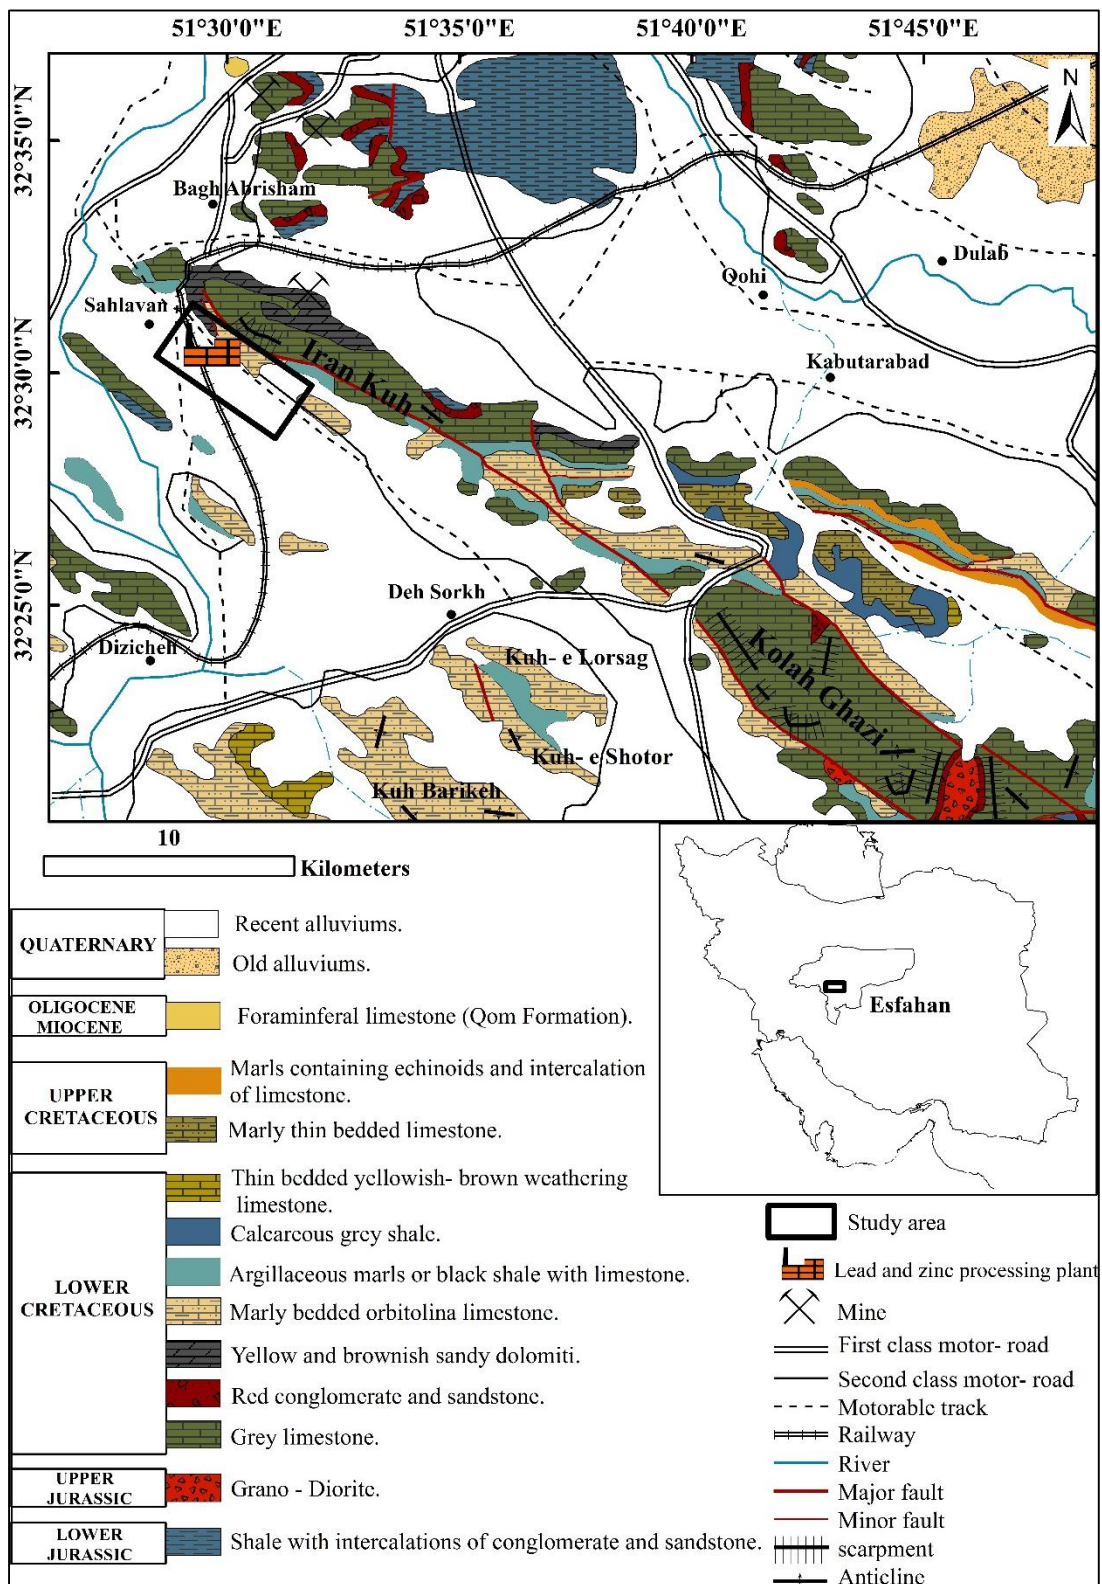 51°30'0"E 51°35'0"E 51°40'0"E 51°45'0"E
N
32°35'0"N
32°30'0"N
32°25'0"N
Bagh Abrisham
Dulab
Qohi
Sahlavan
Kabutarabad
Iran Kuh
Deh Sorkh
Dizicheh
Kuh- e Lorsag
Kolah Ghazi
Kuh- e Shotor
Kuh Barikeh
10
Kilometers
Esfahan
QUATERNARY
Recent alluviums.
Old alluviums.
OLIGOCENE
MIOCENE
Foraminferal limestone (Qom Formation).
UPPER
CRETACEOUS
Marls containing echinoids and intercalation
of limestone.
Marly thin bedded limestone.
LOWER
CRETACEOUS
Thin bedded yellowish- brown weathering
limestone.
Calcareous grey shale.
Argillaceous marls or black shale with limestone.
Marly bedded orbitolina limestone.
Yellow and brownish sandy dolomiti.
Red conglomerate and sandstone.
Grey limestone.
UPPER
JURASSIC
Grano - Diorite.
LOWER
JURASSIC
Shale with intercalations of conglomerate and sandstone.
Study area
Lead and zinc processing plant
Mine
First class motor- road
Second class motor- road
Motorable track
Railway
River
Major fault
Minor fault
scarpment
Anticline